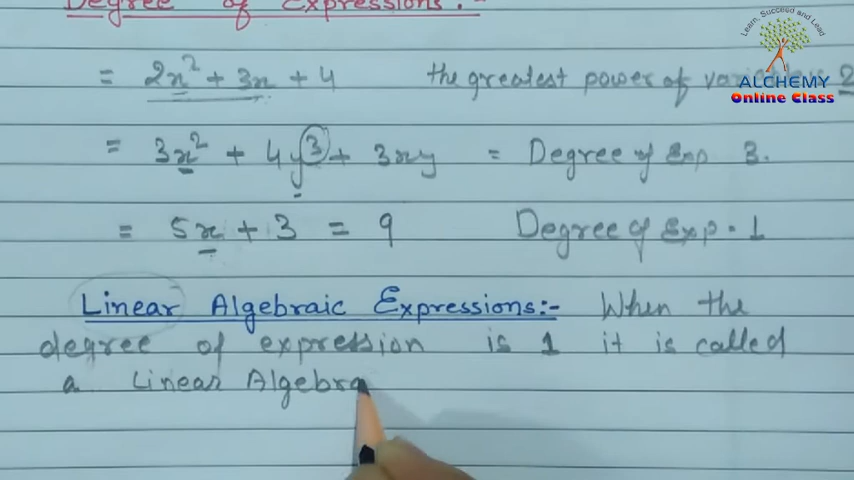 Degree of Expressions:-
Learn, Succeed and Lead
ALCHEMY
Online Class
= 2x² + 3x + 4 the greatest power of 2
= 3x² + 4y³ + 3xy = Degree of Exp 3.
= 5x + 3 = 9 Degree of Exp. 1
Linear Algebraic Expressions:- When the
degree of expression is 1 it is called
a Linear Algebra